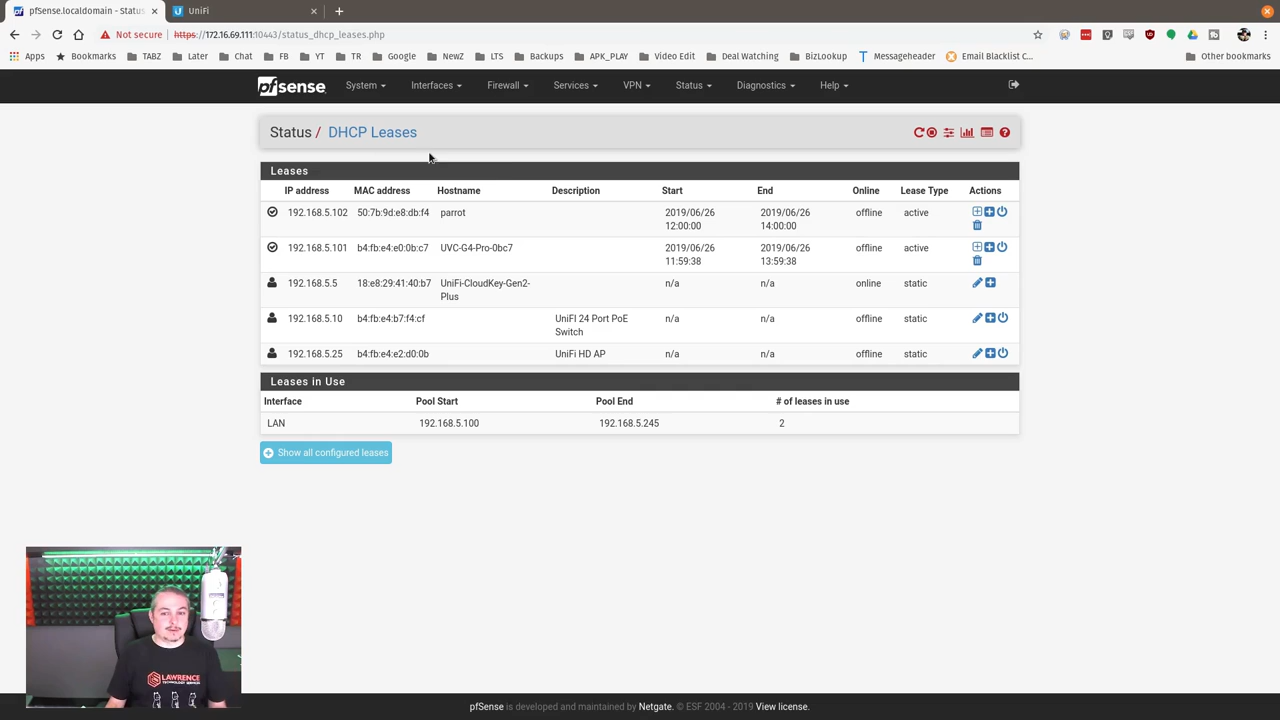 pfSense.localdomain - Status
UniFi
Not secure https://172.16.69.111:10443/status_dhcp_leases.php
Apps Bookmarks TABZ Later Chat FB YT TR Google NewZ LTS Backups APK_PLAY Video Edit Deal Watching BizLookup Messageheader Email Blacklist C... Other bookmarks
pfsense System Interfaces Firewall Services VPN Status Diagnostics Help
Status / DHCP Leases
Leases
IP address MAC address Hostname Description Start End Online Lease Type Actions
192.168.5.102 50:7b:9d:e8:db:f4 parrot 2019/06/26 2019/06/26 offline active
12:00:00 14:00:00
192.168.5.101 b4:fb:e4:e0:0b:c7 UVC-G4-Pro-0bc7 2019/06/26 2019/06/26 offline active
11:59:38 13:59:38
192.168.5.5 18:e8:29:41:40:b7 UniFi-CloudKey-Gen2- n/a n/a online static
Plus
192.168.5.10 b4:fb:e4:b7:f4:cf UniFI 24 Port PoE n/a n/a offline static
Switch
192.168.5.25 b4:fb:e4:e2:d0:0b UniFi HD AP n/a n/a offline static
Leases in Use
Interface Pool Start Pool End # of leases in use
LAN 192.168.5.100 192.168.5.245 2
Show all configured leases
LAWRENCE
TECHNOLOGY SERVICES
pfSense is developed and maintained by Netgate. © ESF 2004 - 2019 View license.